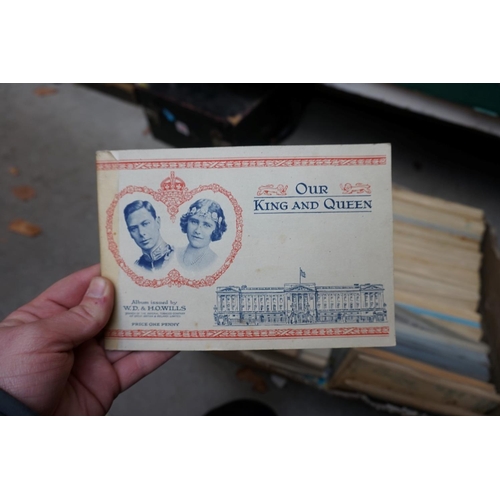 OUR
KING AND QUEEN
Album issued by
W.D. & H.O. WILLS
PRICE ONE PENNY